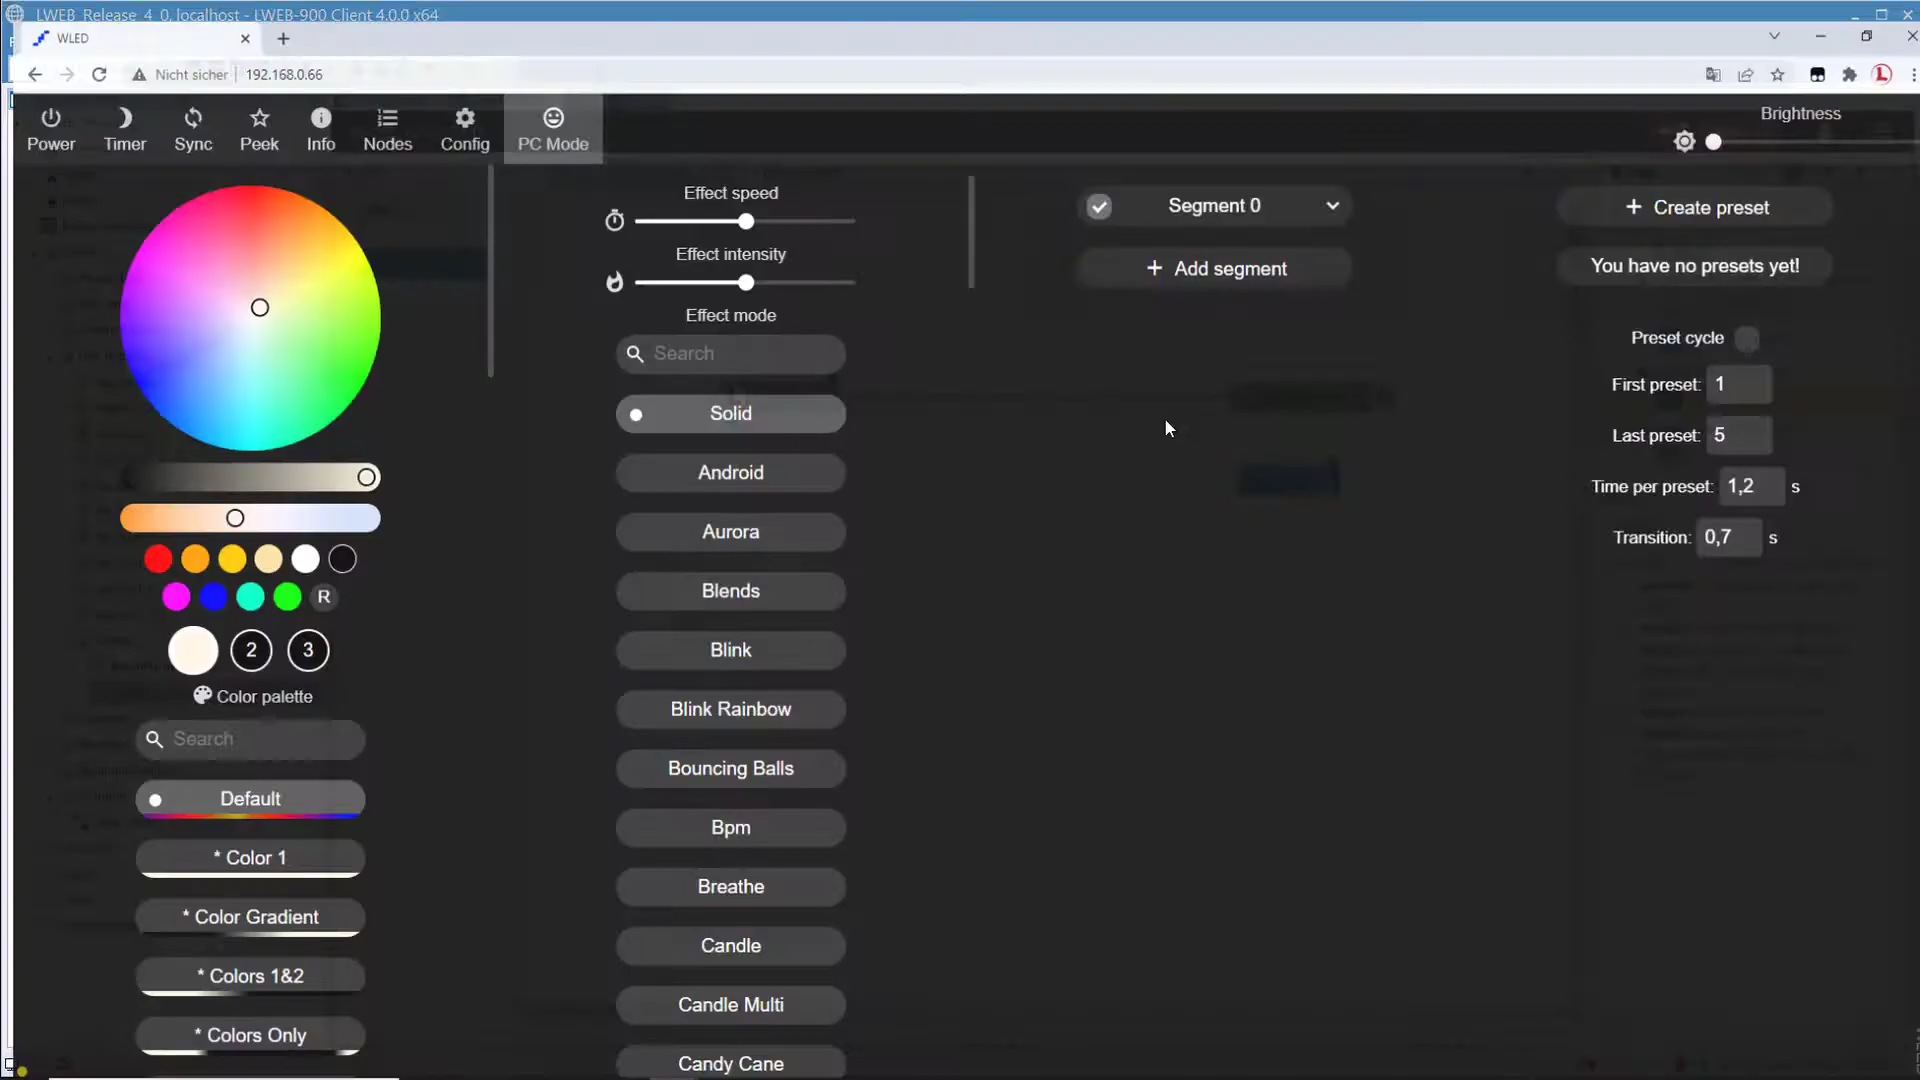 LWEB_Release_4_0, localhost - LWEB-900 Client 4.0.0 x64
WLED
Nicht sicher
192.168.0.66
Power
Timer
Sync
Peek
Info
Nodes
Config
PC Mode
Brightness
R
2
3
Color palette
Search
Default
* Color 1
* Color Gradient
* Colors 1&2
* Colors Only
Effect speed
Effect intensity
Effect mode
Search
Solid
Android
Aurora
Blends
Blink
Blink Rainbow
Bouncing Balls
Bpm
Breathe
Candle
Candle Multi
Candy Cane
Segment 0
+ Add segment
+ Create preset
You have no presets yet!
Preset cycle
First preset: 1
Last preset: 5
Time per preset: 1,2 s
Transition: 0,7 s